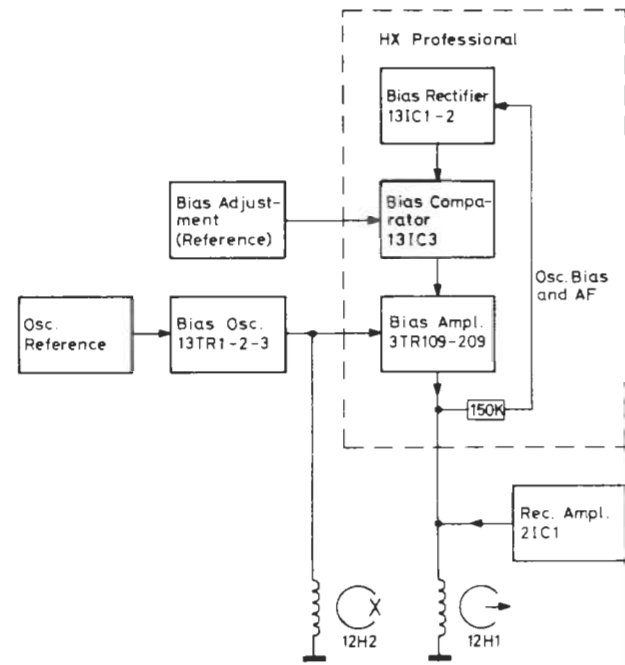 HX Professional
Bias Rectifier
13IC1-2
Bias Adjust-
ment
(Reference)
Bias Compa-
rator
13IC3
Osc. Bias
and AF
Osc.
Reference
Bias Osc.
13TR1-2-3
Bias Ampl.
3TR109-209
150K
Rec. Ampl.
2IC1
12H2
12H1